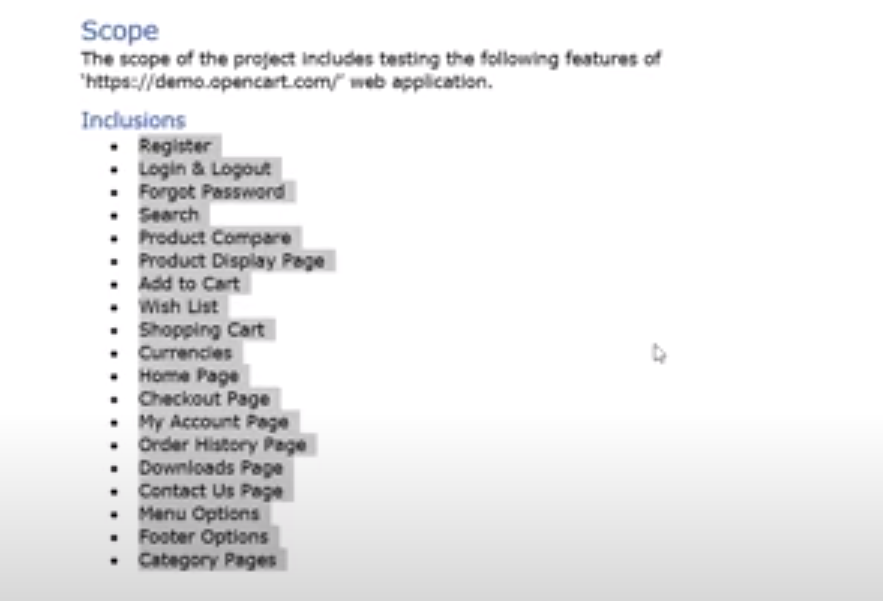 Scope
The scope of the project includes testing the following features of
'https://demo.opencart.com/' web application.
Inclusions
• Register
• Login & Logout
• Forgot Password
• Search
• Product Compare
• Product Display Page
• Add to Cart
• Wish List
• Shopping Cart
• Currencies
• Home Page
• Checkout Page
• My Account Page
• Order History Page
• Downloads Page
• Contact Us Page
• Menu Options
• Footer Options
• Category Pages